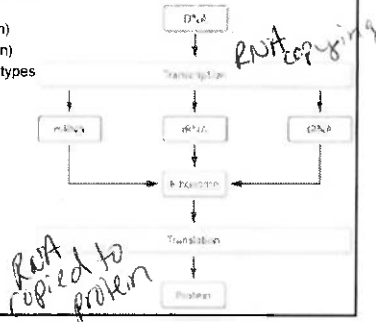 n)
n)
types
DNA
RNA copying
Transcription
mRNA
rRNA
tRNA
Ribosome
Translation
RNA
copied to
protein
Protein